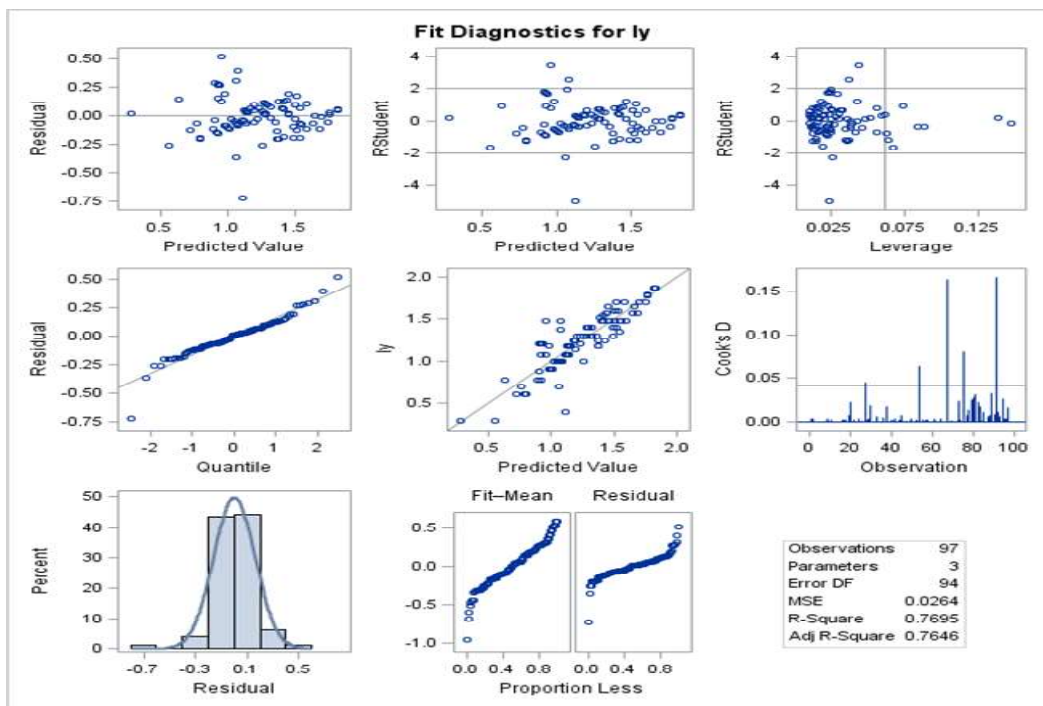 Fit Diagnostics for ly
Residual
0.50
0.25
0.00
-0.25
-0.50
-0.75
0.5 1.0 1.5
Predicted Value
RStudent
4
2
0
-2
-4
0.5 1.0 1.5
Predicted Value
RStudent
4
2
0
-2
-4
0.025 0.075 0.125
Leverage
Residual
0.50
0.25
0.00
-0.25
-0.50
-0.75
-2 -1 0 1 2
Quantile
ly
2.0
1.5
1.0
0.5
0.5 1.0 1.5 2.0
Predicted Value
Cook's D
0.15
0.10
0.05
0.00
0 20 40 60 80 100
Observation
Percent
50
40
30
20
10
0
-0.7 -0.3 0.1 0.5
Residual
Fit–Mean Residual
0.5
0.0
-0.5
-1.0
0.0 0.4 0.8 0.0 0.4 0.8
Proportion Less
Observations 97
Parameters 3
Error DF 94
MSE 0.0264
R-Square 0.7695
Adj R-Square 0.7646